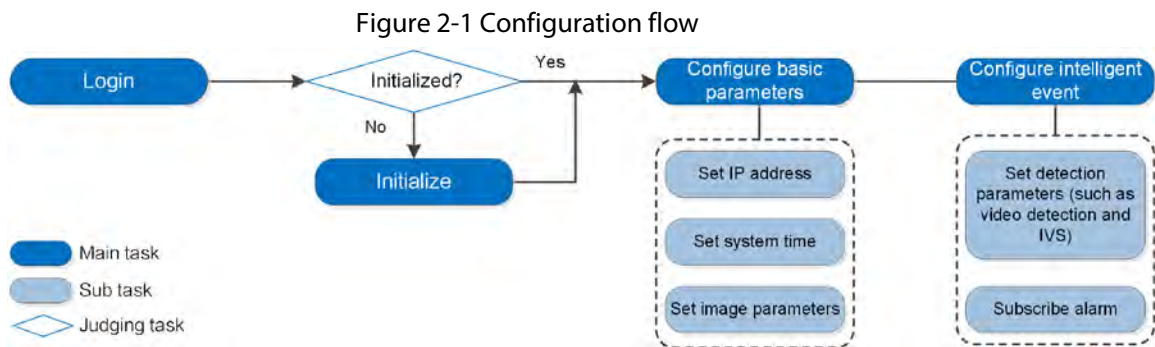 Figure 2-1 Configuration flow
Login
Initialized?
Yes
No
Initialize
Configure basic
parameters
Set IP address
Set system time
Set image parameters
Configure intelligent
event
Set detection
parameters (such as
video detection and
IVS)
Subscribe alarm
Main task
Sub task
Judging task